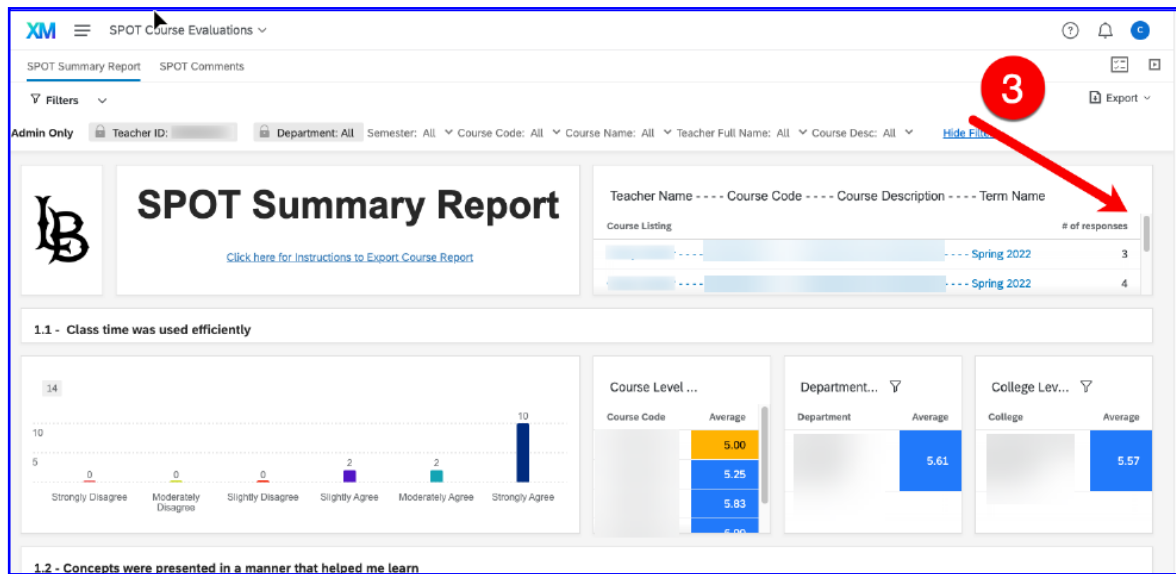 XM SPOT Course Evaluations
SPOT Summary Report SPOT Comments
Filters
Export
3
Admin Only Teacher ID: Department: All Semester: All Course Code: All Course Name: All Teacher Full Name: All Course Desc: All Hide
LB
SPOT Summary Report
Click here for Instructions to Export Course Report
Teacher Name - - - - Course Code - - - - Course Description - - - - Term Name
Course Listing # of responses
- - - - - - - - Spring 2022 3
- - - - - - - - Spring 2022 4
1.1 - Class time was used efficiently
14
10
5
0
0
0
2
2
10
Strongly Disagree
Moderately Disagree
Slightly Disagree
Slightly Agree
Moderately Agree
Strongly Agree
Course Level ...
Course Code Average
5.00
5.25
5.83
Department...
Department Average
5.61
College Lev...
College Average
5.57
1.2 - Concepts were presented in a manner that helped me learn